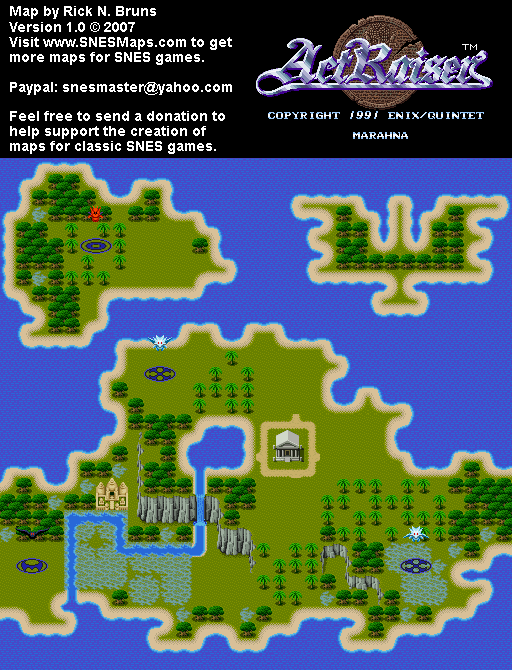 Map by Rick N. Bruns
Version 1.0 © 2007
Visit www.SNESMaps.com to get
more maps for SNES games.
Paypal: snesmaster@yahoo.com
Feel free to send a donation to
help support the creation of
maps for classic SNES games.
ActRaiser™
COPYRIGHT 1991 ENIX/QUINTET
MARAHNA